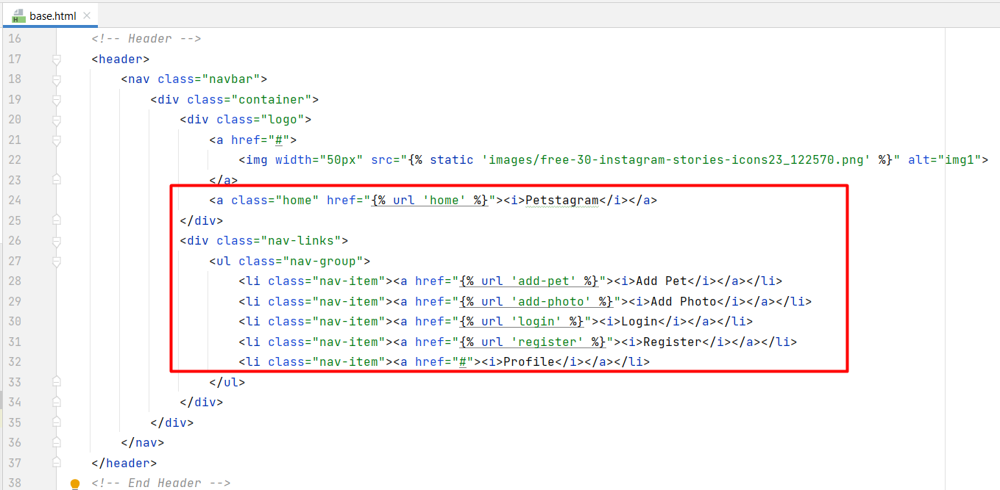 base.html
16 <!-- Header -->
17 <header>
18 <nav class="navbar">
19 <div class="container">
20 <div class="logo">
21 <a href="#">
22 <img width="50px" src="{% static 'images/free-30-instagram-stories-icons23_122570.png' %}" alt="img1">
23 </a>
24 <a class="home" href="{% url 'home' %}"><i>Petstagram</i></a>
25 </div>
26 <div class="nav-links">
27 <ul class="nav-group">
28 <li class="nav-item"><a href="{% url 'add-pet' %}"><i>Add Pet</i></a></li>
29 <li class="nav-item"><a href="{% url 'add-photo' %}"><i>Add Photo</i></a></li>
30 <li class="nav-item"><a href="{% url 'login' %}"><i>Login</i></a></li>
31 <li class="nav-item"><a href="{% url 'register' %}"><i>Register</i></a></li>
32 <li class="nav-item"><a href="#"><i>Profile</i></a></li>
33 </ul>
34 </div>
35 </div>
36 </nav>
37 </header>
38 <!-- End Header -->